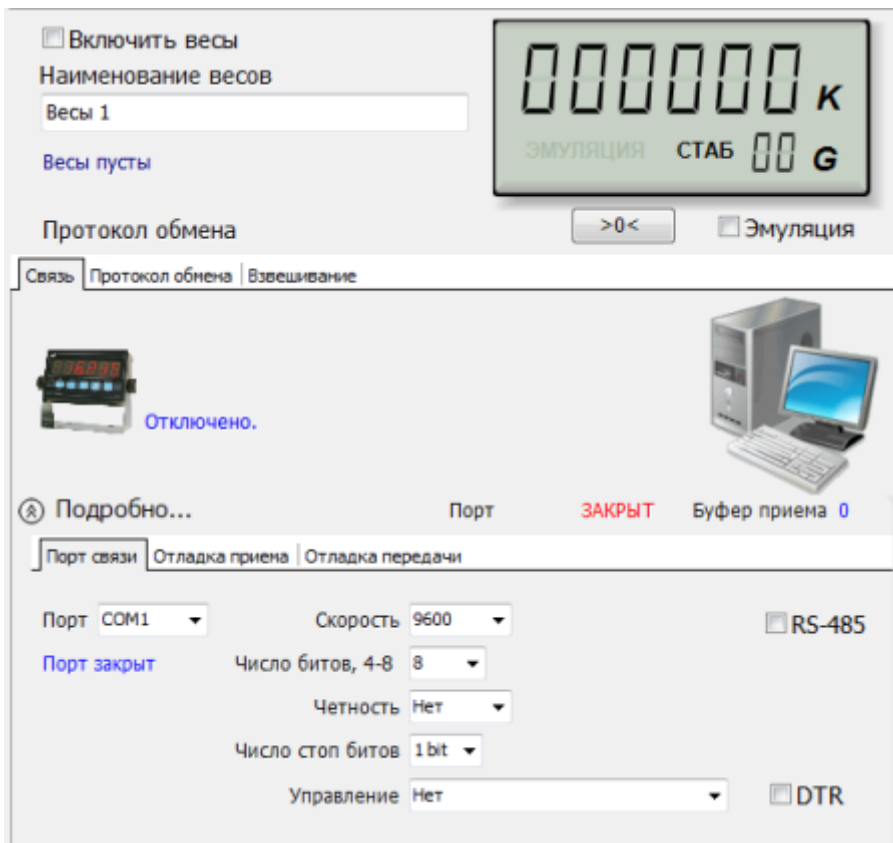 Включить весы
Наименование весов
Весы 1
Весы пусты
000000 K
ЭМУЛЯЦИЯ СТАБ 00 G
Протокол обмена
>0<
Эмуляция
Связь Протокол обмена Взвешивание
Отключено.
Подробно... Порт ЗАКРЫТ Буфер приема 0
Порт связи Отладка приема Отладка передачи
Порт COM1 Скорость 9600 RS-485
Порт закрыт Число битов, 4-8 8
Четность Нет
Число стоп битов 1 bit
Управление Нет DTR